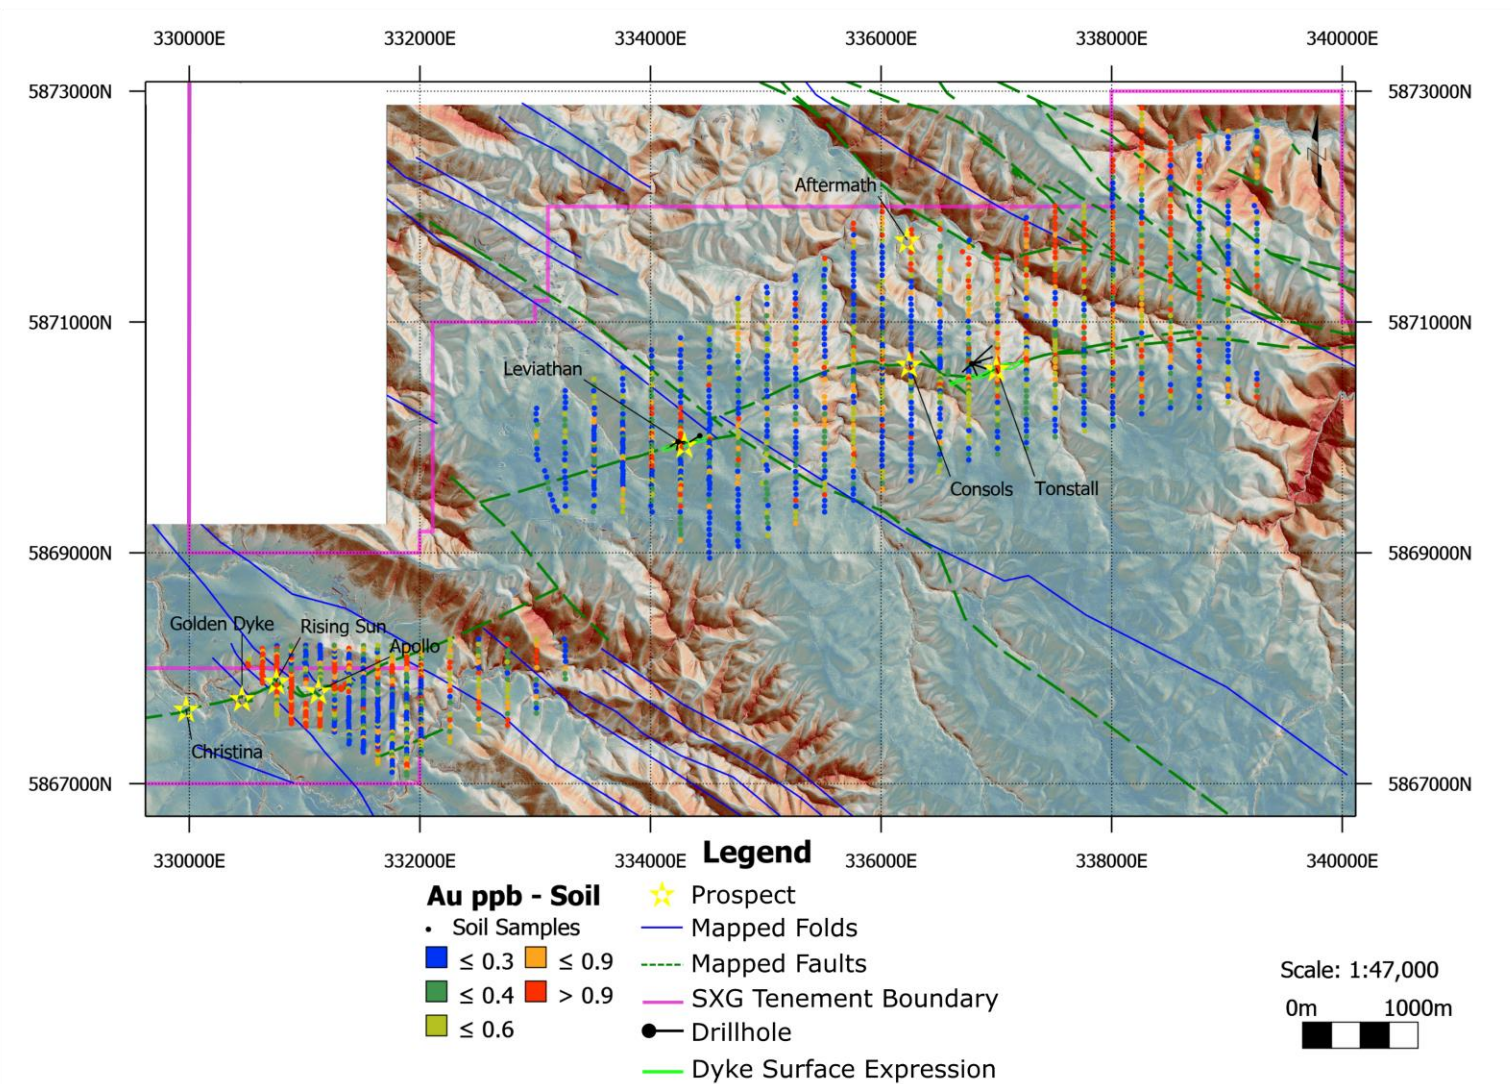 330000E 332000E 334000E 336000E 338000E 340000E
5873000N 5873000N
Aftermath
5871000N 5871000N
Leviathan
Consols Tonstall
5869000N 5869000N
Golden Dyke Rising Sun
Apollo
Christina
5867000N 5867000N
330000E 332000E 334000E 336000E 338000E 340000E
Legend
Au ppb - Soil
Soil Samples
≤ 0.3 ≤ 0.9
≤ 0.4 > 0.9
≤ 0.6
Prospect
Mapped Folds
Mapped Faults
SXG Tenement Boundary
Drillhole
Dyke Surface Expression
Scale: 1:47,000
0m 1000m